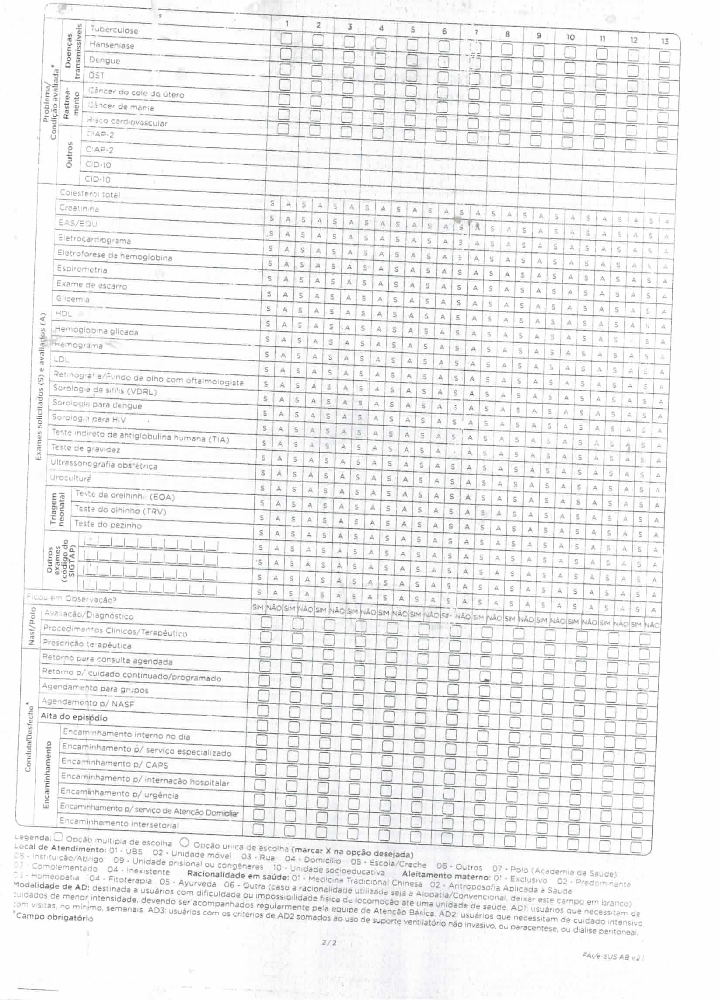 1 2 3 4 5 6 7 8 9 10 11 12 13
Problema/
Condição avaliada*
Doenças
transmissíveis
Tuberculose
Hanseníase
Dengue
DST
Rastrea-
mento
Câncer do colo do útero
Câncer de mama
Risco cardiovascular
Outros
CIAP-2
CIAP-2
CID-10
CID-10
Exames solicitados (S) e avaliados (A)
Colesterol total S A S A S A S A S A S A S A S A S A S A S A S A S A
Creatinina S A S A S A S A S A S A S A S A S A S A S A S A S A
EAS/EQU S A S A S A S A S A S A S A S A S A S A S A S A S A
Eletrocardiograma S A S A S A S A S A S A S A S A S A S A S A S A S A
Eletroforese de hemoglobina S A S A S A S A S A S A S A S A S A S A S A S A S A
Espirometria S A S A S A S A S A S A S A S A S A S A S A S A S A
Exame de escarro S A S A S A S A S A S A S A S A S A S A S A S A S A
Glicemia S A S A S A S A S A S A S A S A S A S A S A S A S A
HDL S A S A S A S A S A S A S A S A S A S A S A S A S A
Hemoglobina glicada S A S A S A S A S A S A S A S A S A S A S A S S A
Hemograma S A S A S A S A S A S A S A S A S A S A S A S A S A
LDL S A S A S A S A S A S A S A S A S A S A S A S A S A
Retinografia/Fundo de olho com oftalmologista S A S A S A S A S A S A S A S A S A S A S A S A S A
Sorologia de sífilis (VDRL) S A S A S A S A S A S A S A S A S A S A S A S A S A
Sorologia para dengue S A S A S A S A S A S A S A S A S A S A S A S A S A
Sorologia para HIV S A S A S A S A S A S A S A S A S A S A S A S A S A
Teste indireto de antiglobulina humana (TIA) S A S A S A S A S A S A A S A S A S A S A S A S A
Teste de gravidez S A S A S A S A S A S A S A S A S A S A S A S A S A
Ultrassonografia obstétrica S A S A S A S A S A S A S A S A S A S A S A S A S A
Urocultura S A S A S A S A S A S A S A S A S A S A S A S A S A
Triagem
neonatal
Teste da orelhinha (EOA) S A S A S A S A S A S A S A S A S A S A S A S A S A
Teste do olhinho (TRV) S A S A S A S A S A S A S A S A S A S A S A S A S A
Teste do pezinho S A S A S A S A S A S A S A S A S A S A S A S A S A
Outros
exames
(código do
SIGTAP)
S A S A S A S A S A S A S A S A S A S A S A S A S A
S A S A S A S A S A S A S A S A S A S A S A S A S A
S A S A S A S A S A S A S A S A S A S A S A S A S A
S A S A S A S A S A S A S A S A S A S A S A S A S A
Ficou em Observação? SIM NÃO SIM NÃO SIM NÃO SIM NÃO SIM NÃO SIM NÃO SIM NÃO SIM NÃO SIM NÃO SIM NÃO SIM NÃO SIM NÃO SIM NÃO
Nasf/Polo
Avaliação/Diagnóstico
Procedimentos Clínicos/Terapêutico
Prescrição terapêutica
Conduta/Desfecho*
Retorno para consulta agendada
Retorno p/ cuidado continuado/programado
Agendamento para grupos
Agendamento p/ NASF
Alta do episódio
Encaminhamento
Encaminhamento interno no dia
Encaminhamento p/ serviço especializado
Encaminhamento p/ CAPS
Encaminhamento p/ internação hospitalar
Encaminhamento p/ urgência
Encaminhamento p/ serviço de Atenção Domiciliar
Encaminhamento intersetorial
Legenda: Opção múltipla de escolha Opção única de escolha (marcar X na opção desejada)
Local de Atendimento: 01 - UBS 02 - Unidade móvel 03 - Rua 04 - Domicílio 05 - Escola/Creche 06 - Outros 07 - Polo (Academia da Saúde)
08 - Instituição/Abrigo 09 - Unidade prisional ou congêneres 10 - Unidade socioeducativa Aleitamento materno: 01 - Exclusivo 02 - Predominante
03 - Complementado 04 - Inexistente Racionalidade em saúde: 01 - Medicina Tradicional Chinesa 02 - Antroposofia Aplicada a Saúde
03 - Homeopatia 04 - Fitoterapia 05 - Ayurveda 06 - Outra (caso a racionalidade utilizada seja a Alopatia/Convencional, deixar este campo em branco)
Modalidade de AD: destinada a usuários com dificuldade ou impossibilidade física de locomoção até uma unidade de saúde. AD1: usuários que necessitam de
cuidados de menor intensidade, devendo ser acompanhados regularmente pela equipe de Atenção Básica. AD2: usuários que necessitam de cuidado intensivo,
com visitas, no mínimo, semanais. AD3: usuários com os critérios de AD2 somados ao uso de suporte ventilatório não invasivo, ou paracentese, ou diálise peritoneal.
*Campo obrigatório
2/2
FAI/e-SUS AB v.2.1